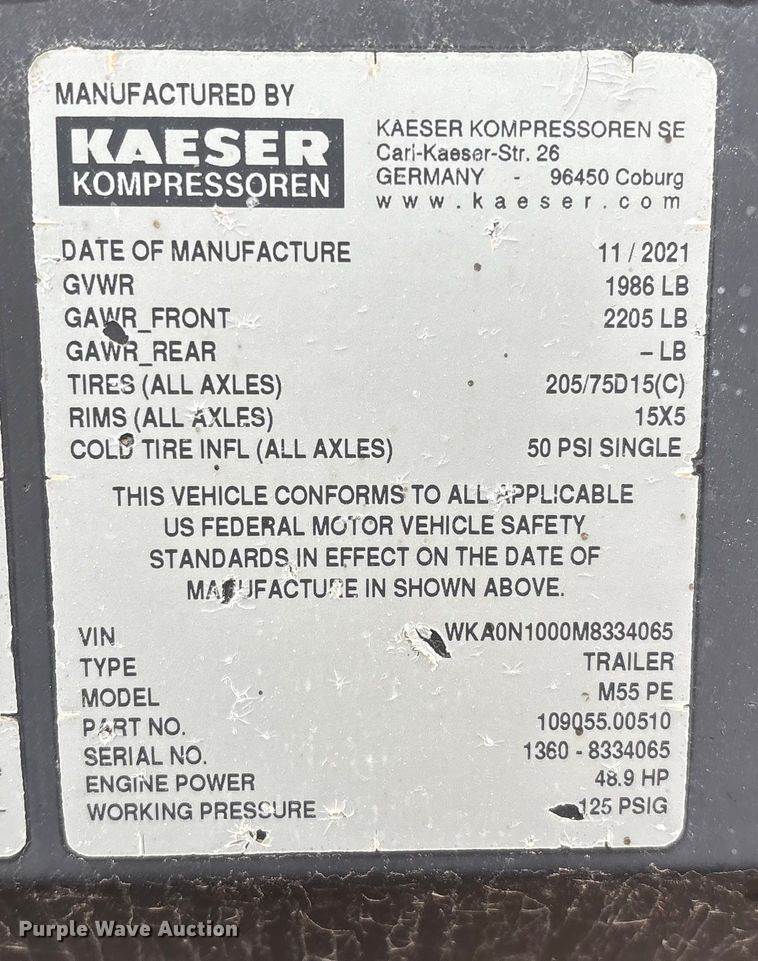 MANUFACTURED BY
KAESER
KOMPRESSOREN
KAESER KOMPRESSOREN SE
Carl-Kaeser-Str. 26
GERMANY - 96450 Coburg
www.kaeser.com
DATE OF MANUFACTURE 11 / 2021
GVWR 1986 LB
GAWR_FRONT 2205 LB
GAWR_REAR – LB
TIRES (ALL AXLES) 205/75D15(C)
RIMS (ALL AXLES) 15X5
COLD TIRE INFL (ALL AXLES) 50 PSI SINGLE
THIS VEHICLE CONFORMS TO ALL APPLICABLE
US FEDERAL MOTOR VEHICLE SAFETY
STANDARDS IN EFFECT ON THE DATE OF
MANUFACTURE IN SHOWN ABOVE.
VIN WKA0N1000M8334065
TYPE TRAILER
MODEL M55 PE
PART NO. 109055.00510
SERIAL NO. 1360 - 8334065
ENGINE POWER 48.9 HP
WORKING PRESSURE 125 PSIG
Purple Wave Auction